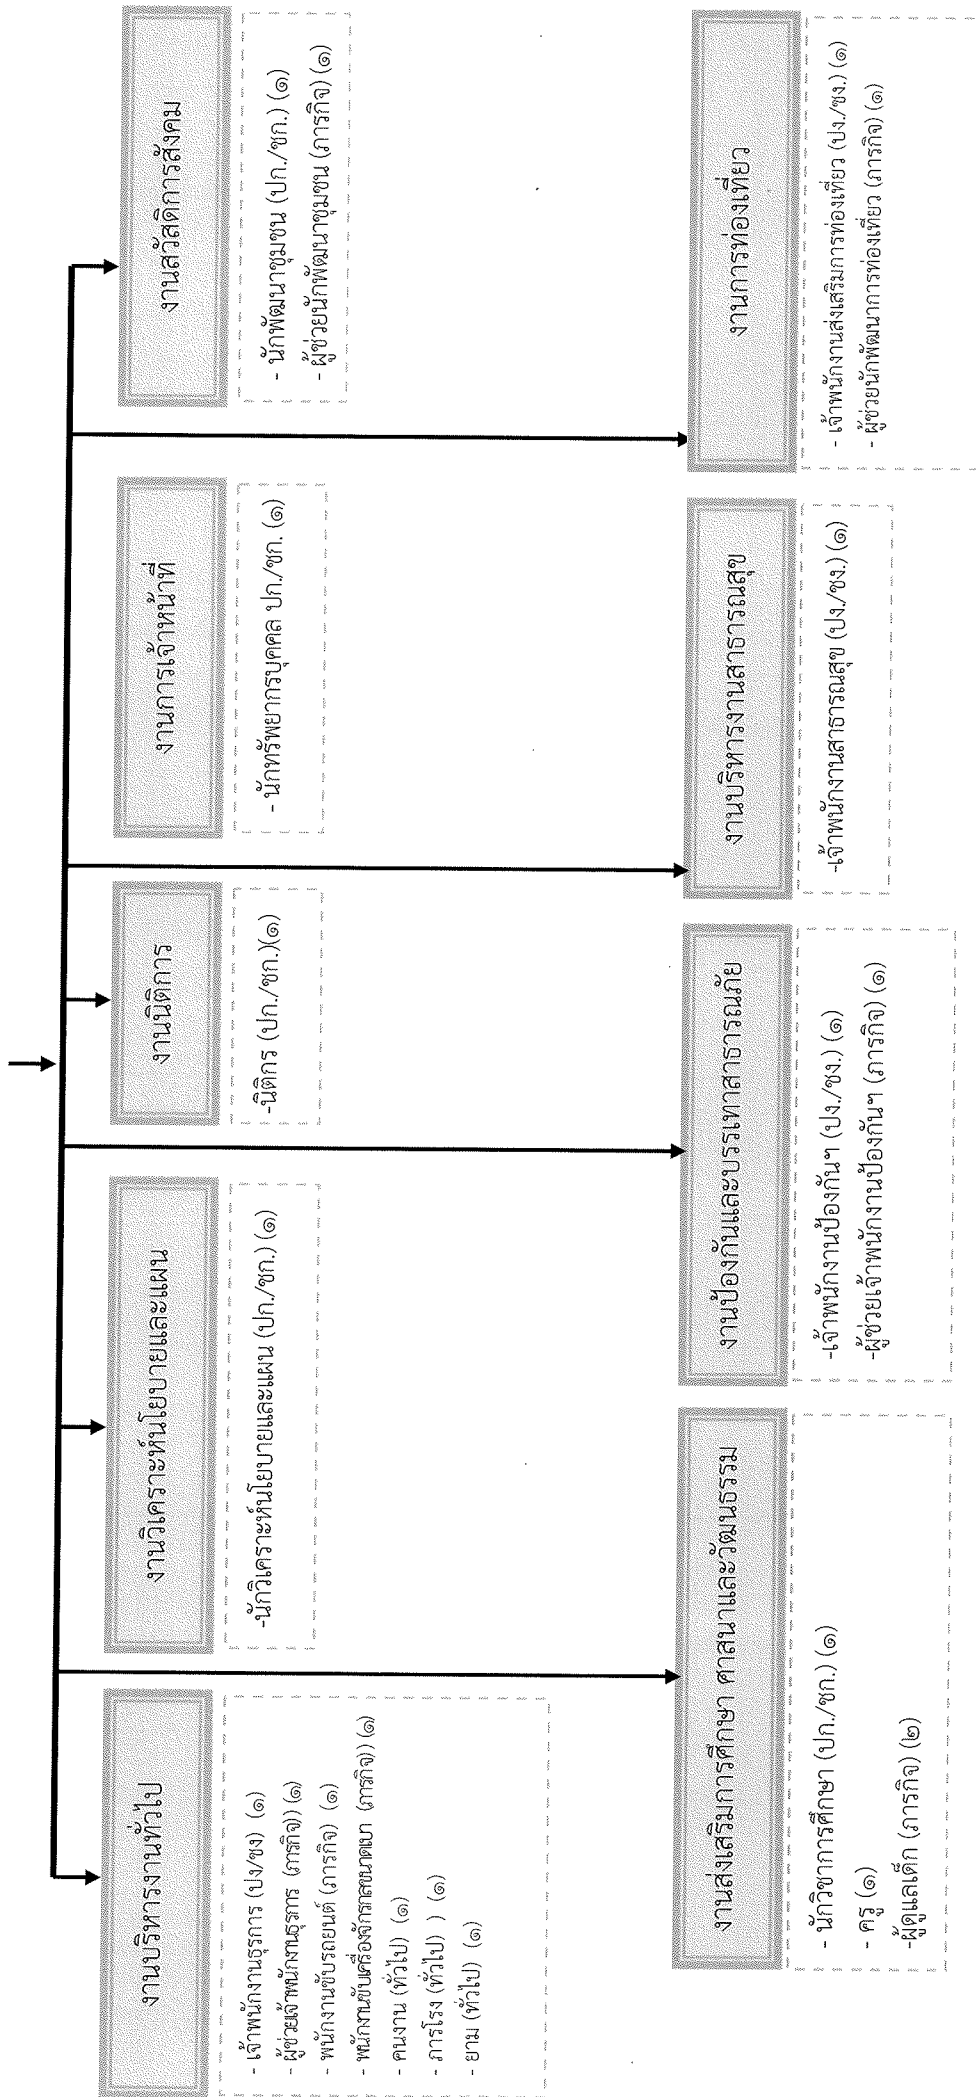 งานบริหารงานทั่วไป
- เจ้าพนักงานธุรการ (ปง/ชง) (๑)
- ผู้ช่วยเจ้าพนักงานธุรการ (ภารกิจ) (๑)
- พนักงานขับรถยนต์ (ภารกิจ) (๑)
- พนักงานขับเครื่องจักรกลขนาดเบา (ภารกิจ) (๑)
- คนงาน (ทั่วไป) (๑)
- ภารโรง (ทั่วไป) ) (๑)
- ยาม (ทั่วไป) (๑)
งานวิเคราะห์นโยบายและแผน
-นักวิเคราะห์นโยบายและแผน (ปก./ชก.) (๑)
งานนิติการ
-นิติกร (ปก./ชก.)(๑)
งานการเจ้าหน้าที่
- นักทรัพยากรบุคคล ปก./ชก. (๑)
งานสวัสดิการสังคม
- นักพัฒนาชุมชน (ปก./ชก.) (๑)
- ผู้ช่วยนักพัฒนาชุมชน (ภารกิจ) (๑)
งานส่งเสริมการศึกษา ศาสนาและวัฒนธรรม
- นักวิชาการศึกษา (ปก./ชก.) (๑)
- ครู (๑)
-ผู้ดูแลเด็ก (ภารกิจ) (๒)
งานป้องกันและบรรเทาสาธารณภัย
-เจ้าพนักงานป้องกันฯ (ปง./ชง.) (๑)
-ผู้ช่วยเจ้าพนักงานป้องกันฯ (ภารกิจ) (๑)
งานบริหารงานสาธารณสุข
-เจ้าพนักงานสาธารณสุข (ปง./ชง.) (๑)
งานการท่องเที่ยว
- เจ้าพนักงานส่งเสริมการท่องเที่ยว (ปง./ชง.) (๑)
- ผู้ช่วยนักพัฒนาการท่องเที่ยว (ภารกิจ) (๑)